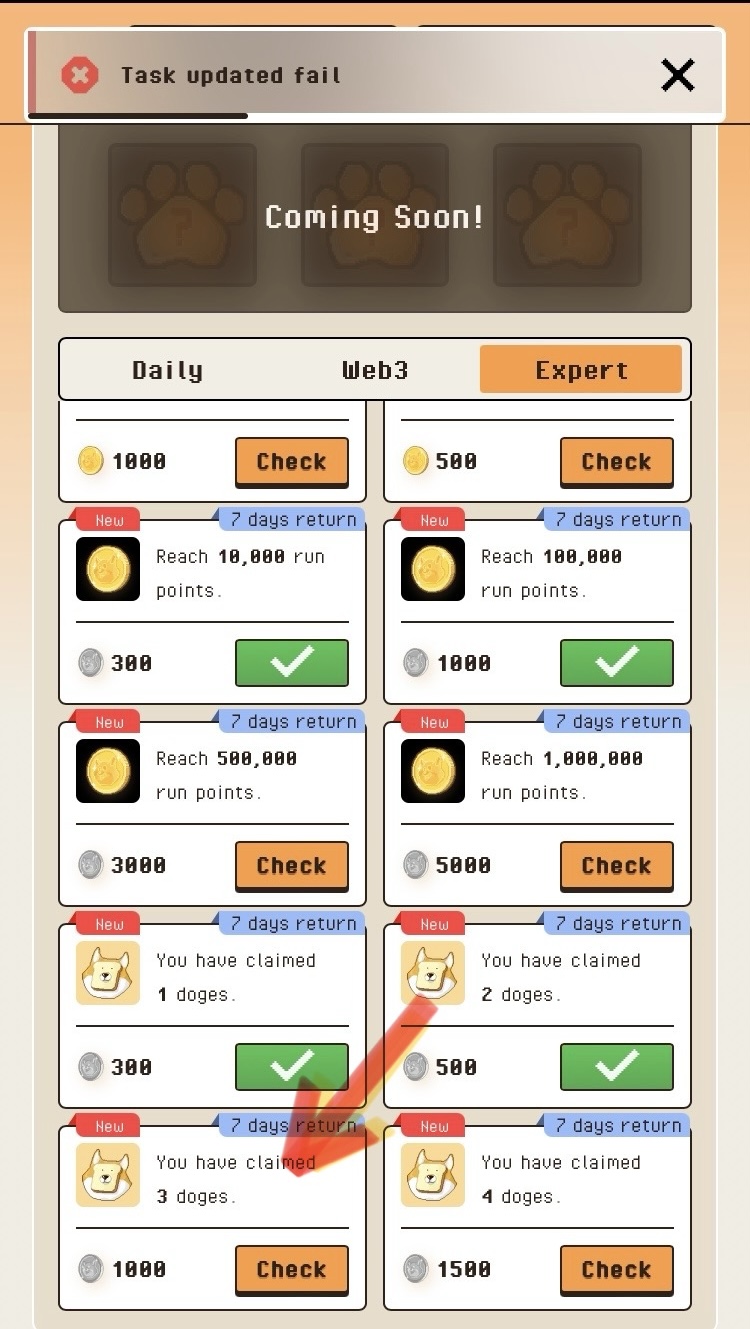 Task updated fail
Coming Soon!
Daily
Web3
Expert
1000
Check
500
Check
New
7 days return
Reach 10,000 run
points.
300
New
7 days return
Reach 100,000
run points.
1000
New
7 days return
Reach 500,000
run points.
3000
Check
New
7 days return
Reach 1,000,000
run points.
5000
Check
New
7 days return
You have claimed
1 doges.
300
New
7 days return
You have claimed
2 doges.
500
New
7 days return
You have claimed
3 doges.
1000
Check
New
7 days return
You have claimed
4 doges.
1500
Check